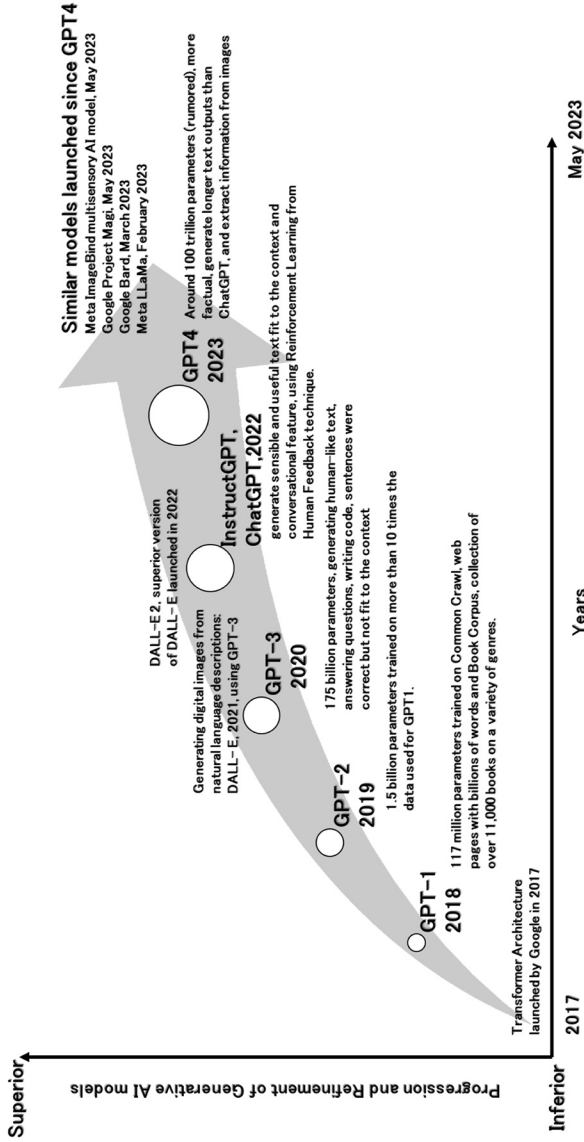 Superior
Progression and Refinement of Generative AI models
Inferior
2017
Years
May 2023
Transformer Architecture
launched by Google in 2017
GPT-1
2018
117 million parameters trained on Common Crawl, web
pages with billions of words and Book Corpus, collection of
over 11,000 books on a variety of genres.
GPT-2
2019
1.5 billion parameters trained on more than 10 times the
data used for GPT1.
GPT-3
2020
175 billion parameters, generating human-like text,
answering questions, writing code, sentences were
correct but not fit to the context
Generating digital images from
natural language descriptions:
DALL-E, 2021, using GPT-3
DALL-E 2, superior version
of DALL-E launched in 2022
InstructGPT,
ChatGPT,2022
generate sensible and useful text fit to the context and
conversational feature, using Reinforcement Learning from
Human Feedback technique.
GPT4
2023
Around 100 trillion parameters (rumored), more
factual, generate longer text outputs than
ChatGPT, and extract information from images
Similar models launched since GPT4
Meta ImageBind multisensory AI model, May 2023
Google Project Magi, May 2023
Google Bard, March 2023
Meta LLaMa, February 2023